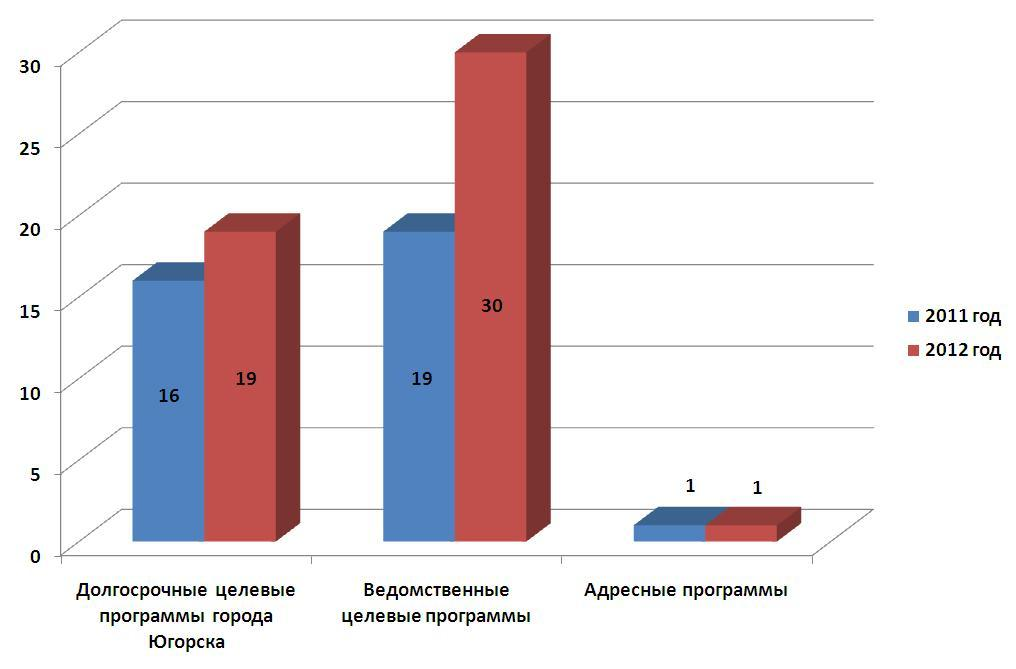 30
25
20
15
10
5
0
16
19
19
30
1
1
Долгосрочные целевые
программы города
Югорска
Ведомственные
целевые программы
Адресные программы
2011 год
2012 год